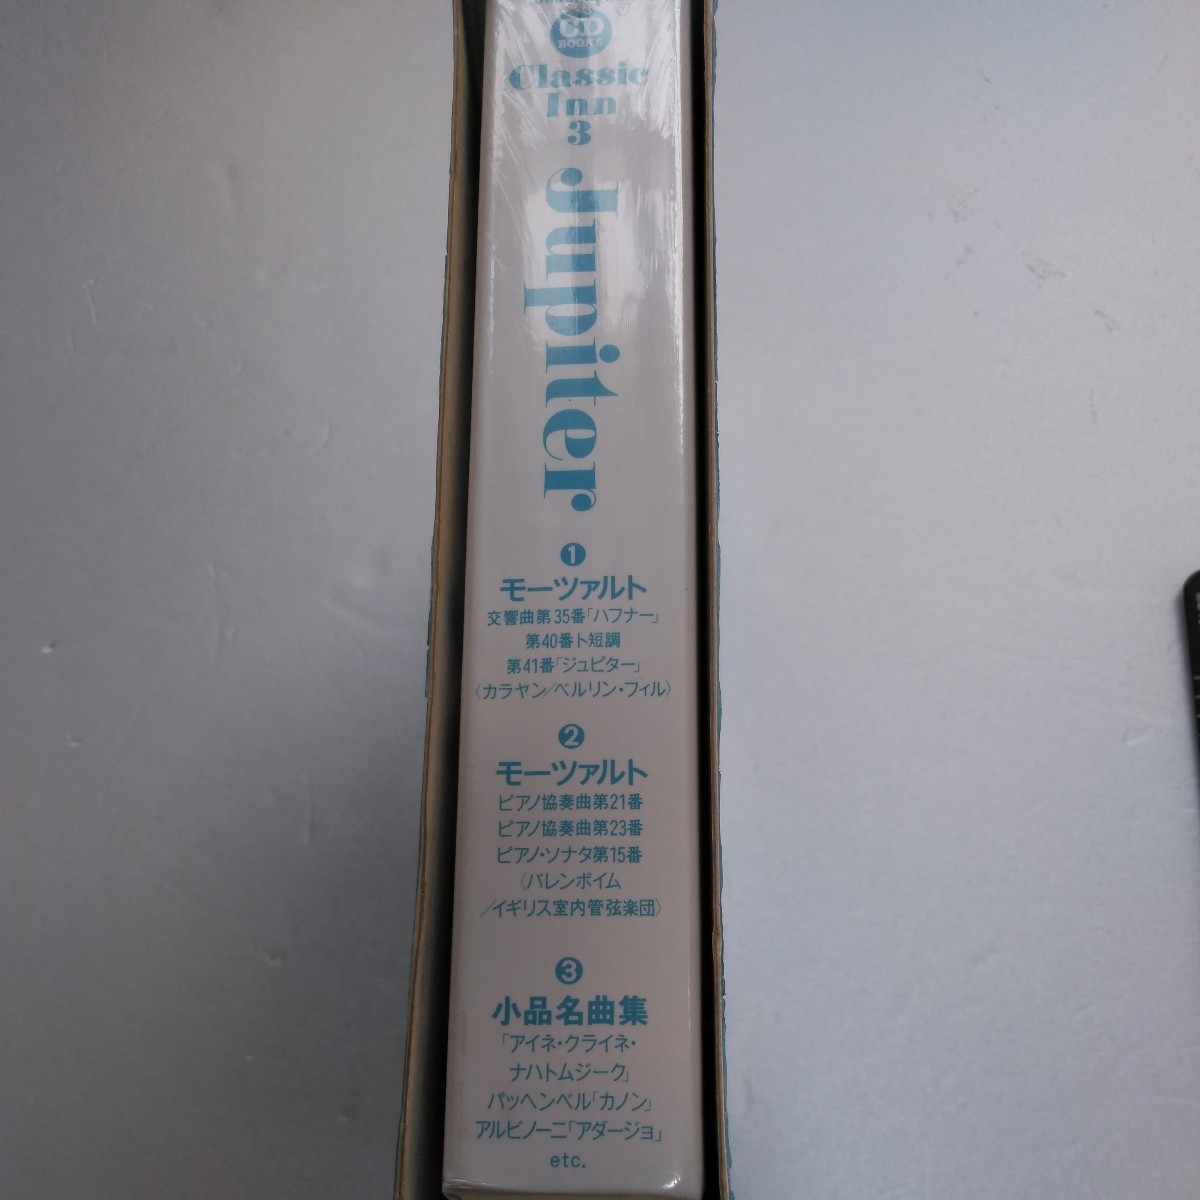 CD
BOOKS
Classic
Inn
3
Jupiter
❶
モーツァルト
交響曲第35番「ハフナー」
第40番ト短調
第41番「ジュピター」
〈カラヤン/ベルリン・フィル〉
❷
モーツァルト
ピアノ協奏曲第21番
ピアノ協奏曲第23番
ピアノ・ソナタ第15番
〈バレンボイム
/イギリス室内管弦楽団〉
❸
小品名曲集
「アイネ・クライネ・
ナハトムジーク」
パッヘンベル「カノン」
アルビノーニ「アダージョ」
etc.